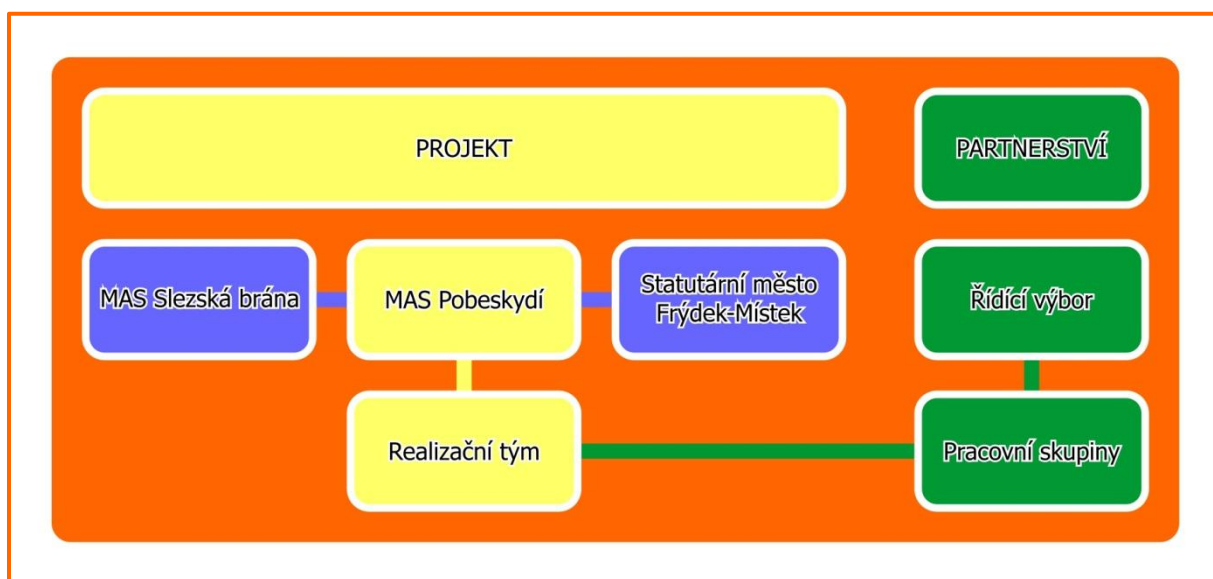 PROJEKT
PARTNERSTVÍ
MAS Slezská brána
MAS Pobeskydí
Statutární město
Frýdek-Místek
Řídící výbor
Realizační tým
Pracovní skupiny